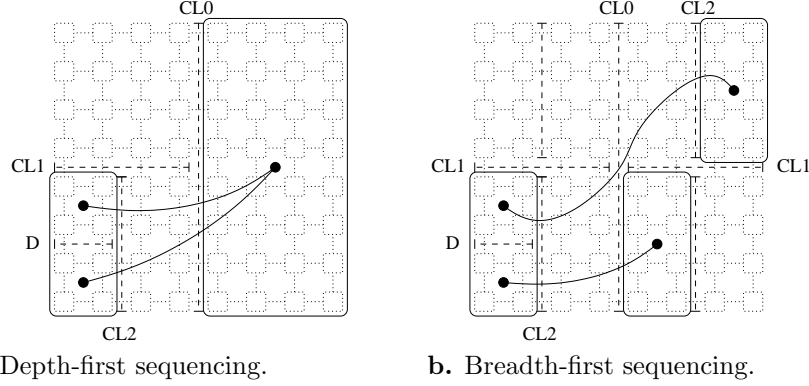 CL0
CL0
CL2
CL1
CL1
CL1
D
D
CL2
CL2
Depth-first sequencing.
b. Breadth-first sequencing.